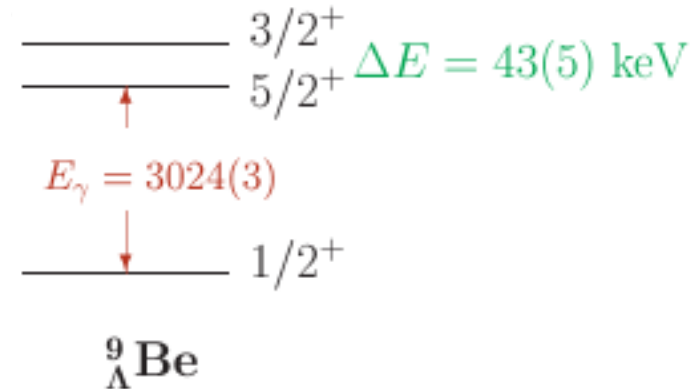 3/2⁺
ΔE = 43(5) keV
5/2⁺
E_γ = 3024(3)
1/2⁺
⁹_ΛBe